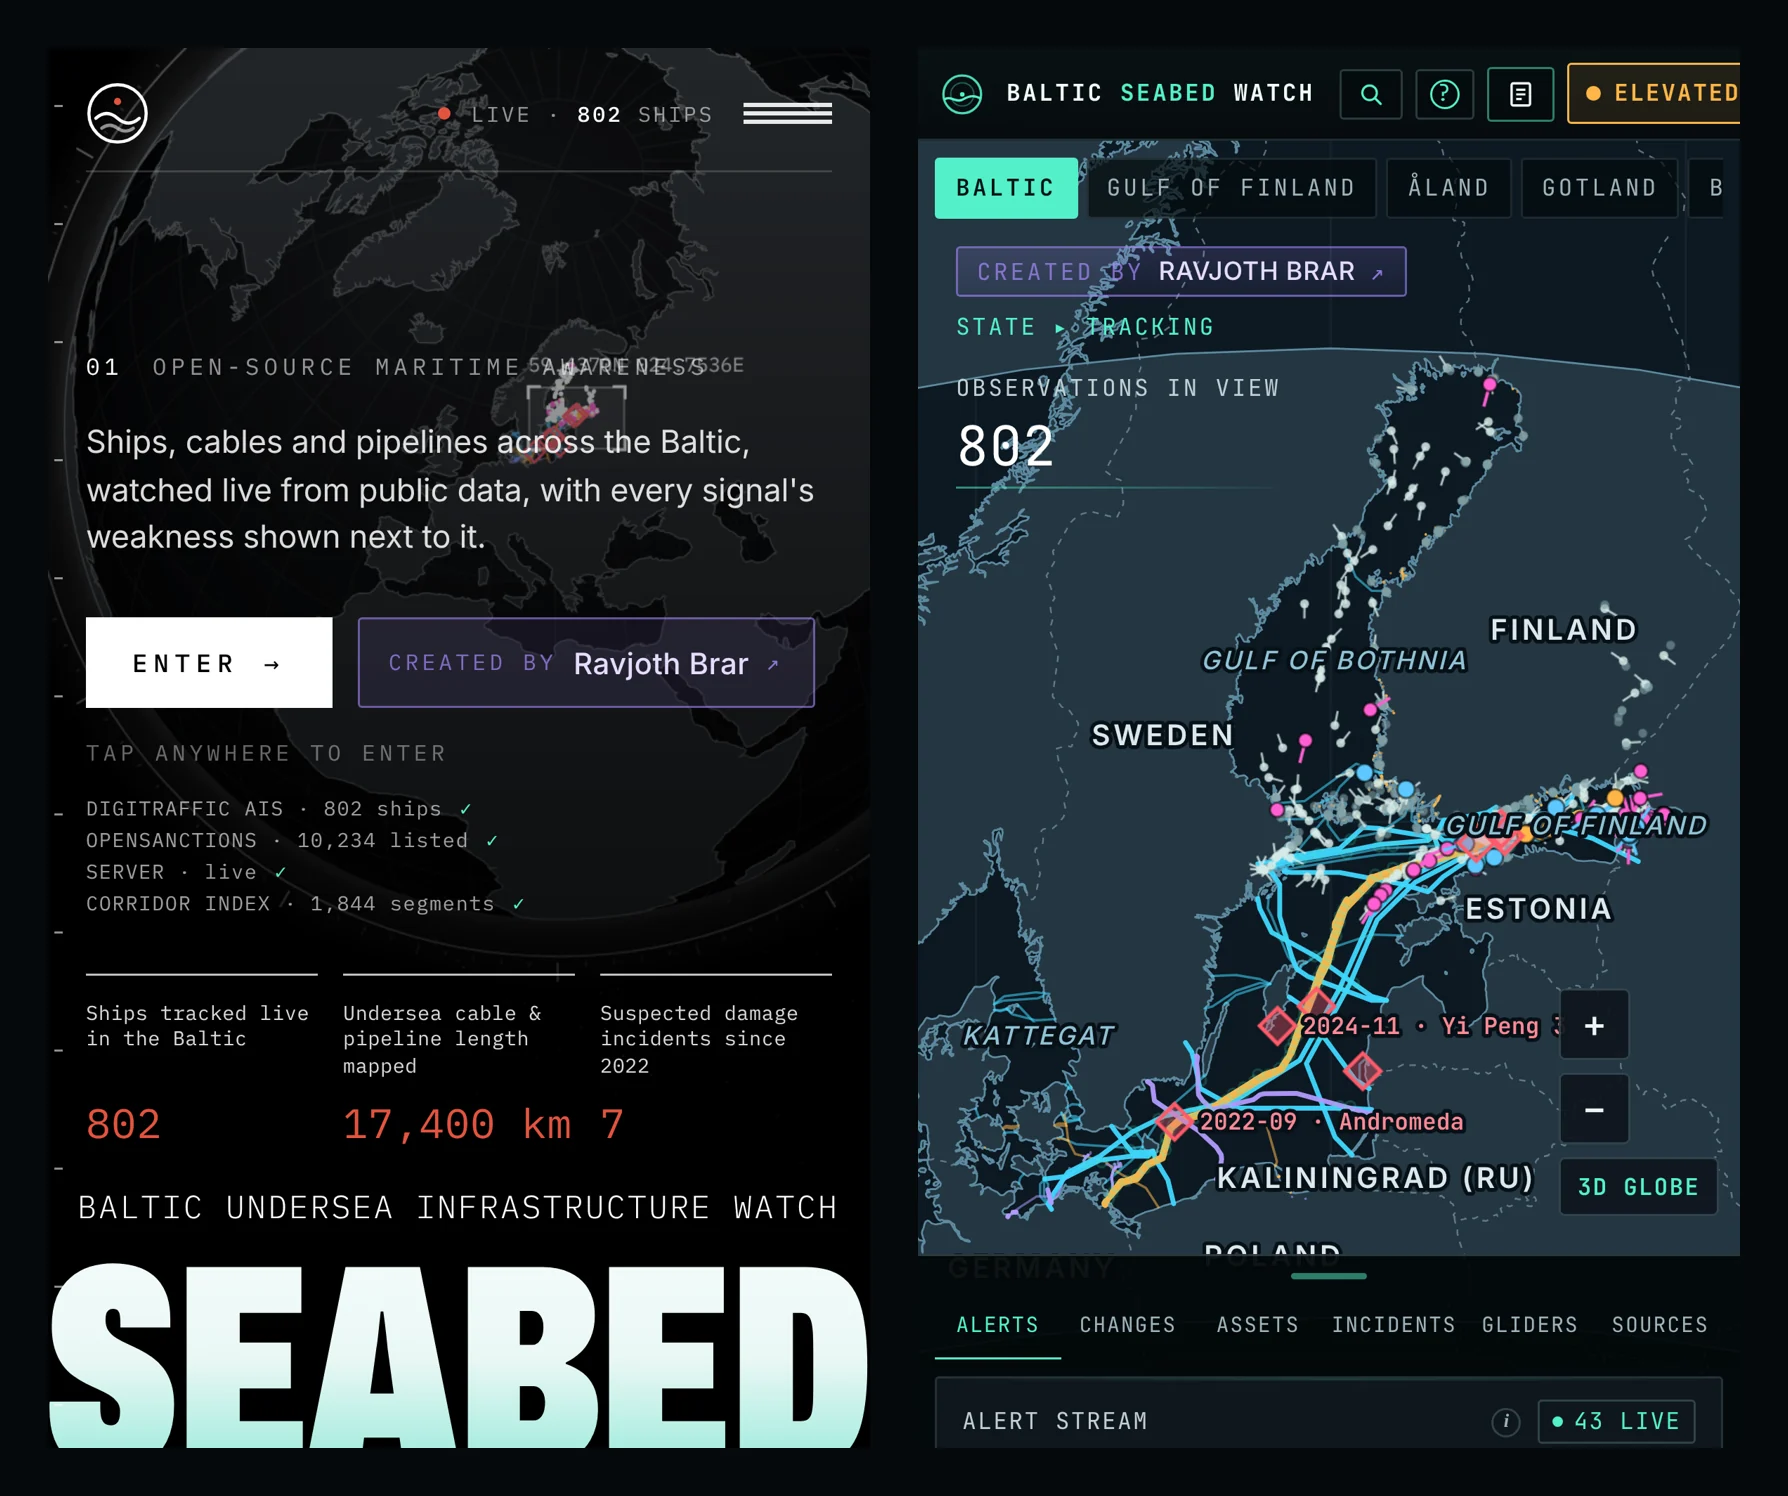 LIVE · 802 SHIPS
01 OPEN-SOURCE MARITIME AWARENESS
Ships, cables and pipelines across the Baltic,
watched live from public data, with every signal's
weakness shown next to it.
ENTER →
CREATED BY Ravjoth Brar ↗
TAP ANYWHERE TO ENTER
DIGITRAFFIC AIS · 802 ships ✓
OPENSANCTIONS · 10,234 listed ✓
SERVER · live ✓
CORRIDOR INDEX · 1,844 segments ✓
Ships tracked live
in the Baltic
802
Undersea cable &
pipeline length
mapped
17,400 km
Suspected damage
incidents since
2022
7
BALTIC UNDERSEA INFRASTRUCTURE WATCH
SEABED
BALTIC SEABED WATCH
?
ELEVATED
BALTIC
GULF OF FINLAND
ÅLAND
GOTLAND
B
CREATED BY RAVJOTH BRAR ↗
STATE ▸ TRACKING
OBSERVATIONS IN VIEW
802
FINLAND
GULF OF BOTHNIA
SWEDEN
GULF OF FINLAND
ESTONIA
KATTEGAT
2024-11 · Yi Peng 3
+
−
2022-09 · Andromeda
KALININGRAD (RU)
3D GLOBE
POLAND
GERMANY
ALERTS
CHANGES
ASSETS
INCIDENTS
GLIDERS
SOURCES
ALERT STREAM
i
43 LIVE